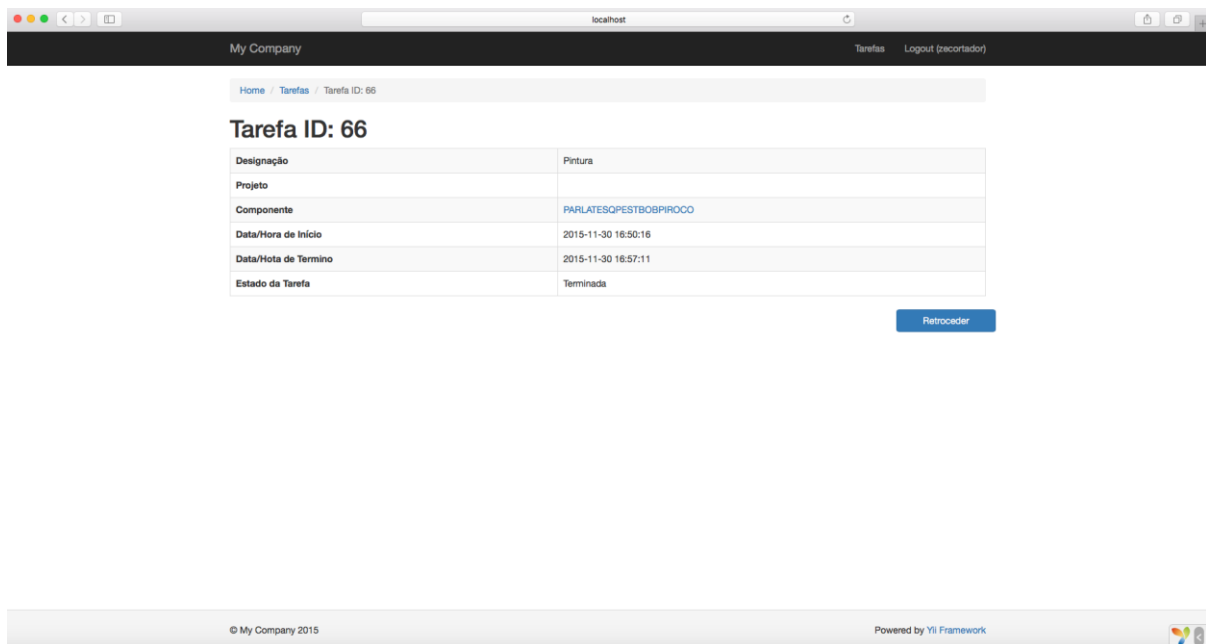 localhost
My Company Tarefas Logout (zecortador)
Home / Tarefas / Tarefa ID: 66
Tarefa ID: 66
Designação Pintura
Projeto
Componente PARLATESQPESTBOBPIROCO
Data/Hora de Início 2015-11-30 16:50:16
Data/Hota de Termino 2015-11-30 16:57:11
Estado da Tarefa Terminada
Retroceder
© My Company 2015 Powered by Yii Framework